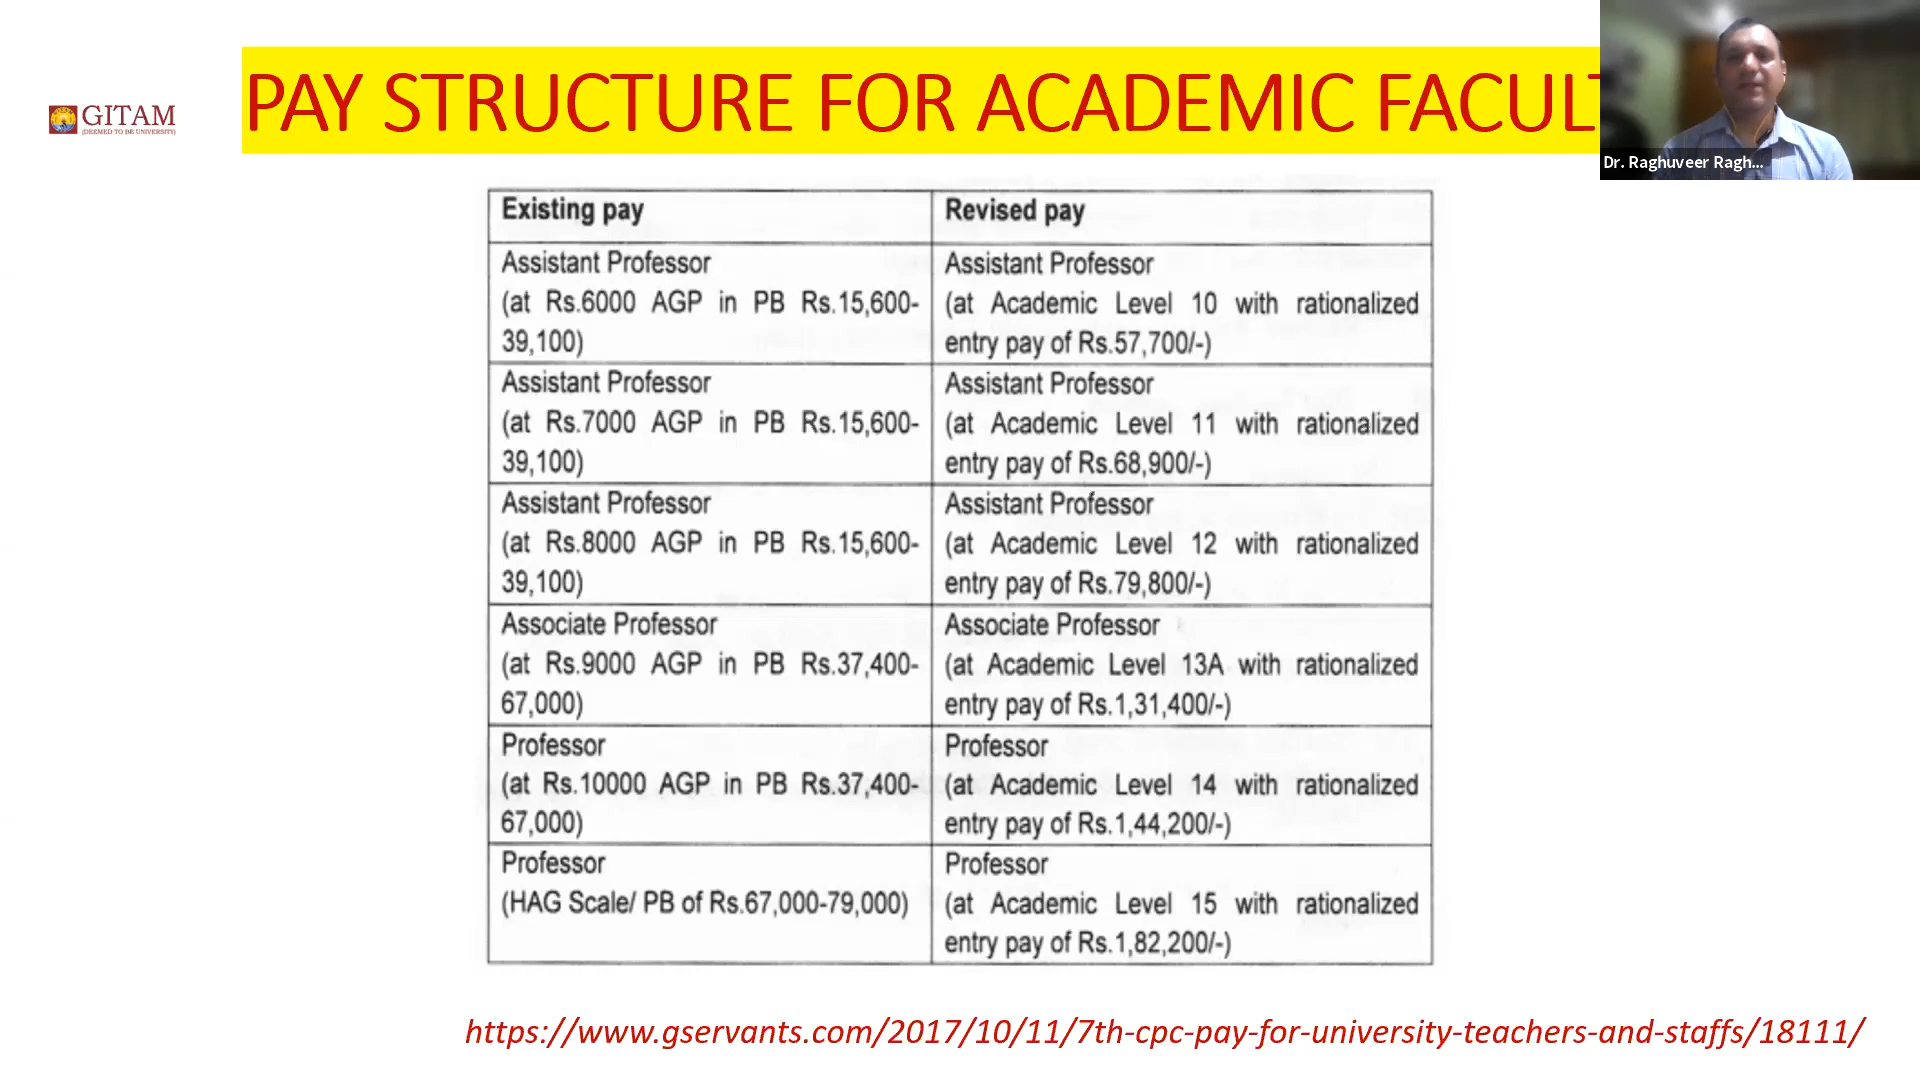 GITAM
(DEEMED TO BE UNIVERSITY)
PAY STRUCTURE FOR ACADEMIC FACULT
Dr. Raghuveer Ragh...
Existing pay
Revised pay
Assistant Professor
(at Rs.6000 AGP in PB Rs.15,600-
39,100)
Assistant Professor
(at Academic Level 10 with rationalized
entry pay of Rs.57,700/-)
Assistant Professor
(at Rs.7000 AGP in PB Rs.15,600-
39,100)
Assistant Professor
(at Academic Level 11 with rationalized
entry pay of Rs.68,900/-)
Assistant Professor
(at Rs.8000 AGP in PB Rs.15,600-
39,100)
Assistant Professor
(at Academic Level 12 with rationalized
entry pay of Rs.79,800/-)
Associate Professor
(at Rs.9000 AGP in PB Rs.37,400-
67,000)
Associate Professor
(at Academic Level 13A with rationalized
entry pay of Rs.1,31,400/-)
Professor
(at Rs.10000 AGP in PB Rs.37,400-
67,000)
Professor
(at Academic Level 14 with rationalized
entry pay of Rs.1,44,200/-)
Professor
(HAG Scale/ PB of Rs.67,000-79,000)
Professor
(at Academic Level 15 with rationalized
entry pay of Rs.1,82,200/-)
https://www.gservants.com/2017/10/11/7th-cpc-pay-for-university-teachers-and-staffs/18111/